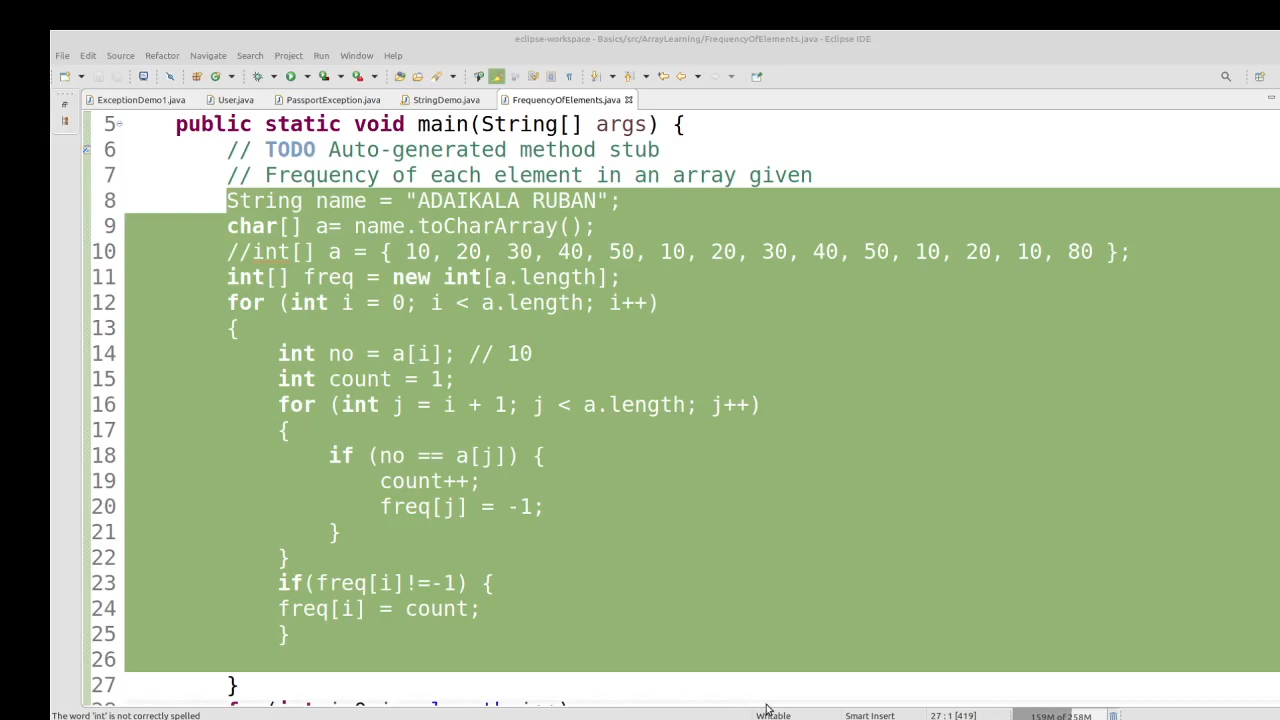 eclipse-workspace - Basics/src/ArrayLearning/FrequencyOfElements.java - Eclipse IDE
File Edit Source Refactor Navigate Search Project Run Window Help
ExceptionDemo1.java User.java PassportException.java StringDemo.java FrequencyOfElements.java
5 public static void main(String[] args) {
6 // TODO Auto-generated method stub
7 // Frequency of each element in an array given
8 String name = "ADAIKALA RUBAN";
9 char[] a= name.toCharArray();
10 //int[] a = { 10, 20, 30, 40, 50, 10, 20, 30, 40, 50, 10, 20, 10, 80 };
11 int[] freq = new int[a.length];
12 for (int i = 0; i < a.length; i++)
13 {
14 int no = a[i]; // 10
15 int count = 1;
16 for (int j = i + 1; j < a.length; j++)
17 {
18 if (no == a[j]) {
19 count++;
20 freq[j] = -1;
21 }
22 }
23 if(freq[i]!=-1) {
24 freq[i] = count;
25 }
26
27 }
The word 'int' is not correctly spelled Writable Smart Insert 27 : 1 [419] 159M of 258M